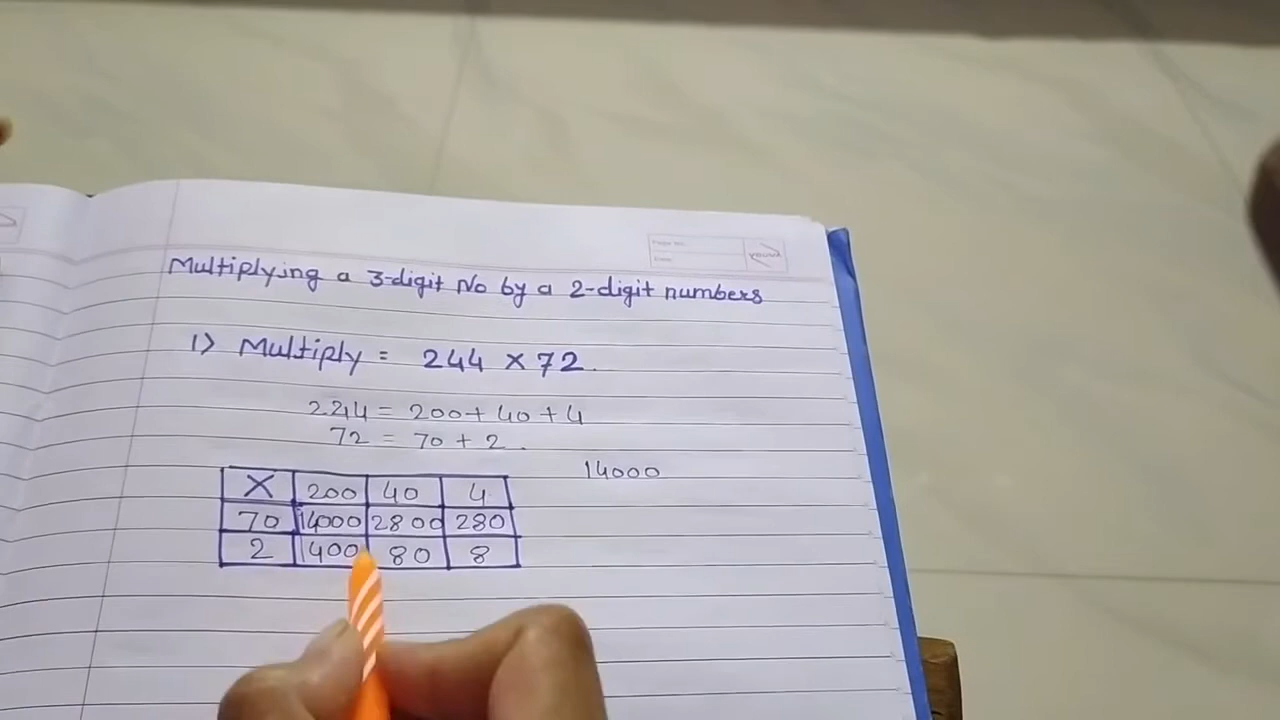 Multiplying a 3-digit No by a 2-digit numbers
1) Multiply = 244 × 72.
244 = 200 + 40 + 4
72 = 70 + 2.
14000
× 200 40 4
70 14000 2800 280
2 400 80 8